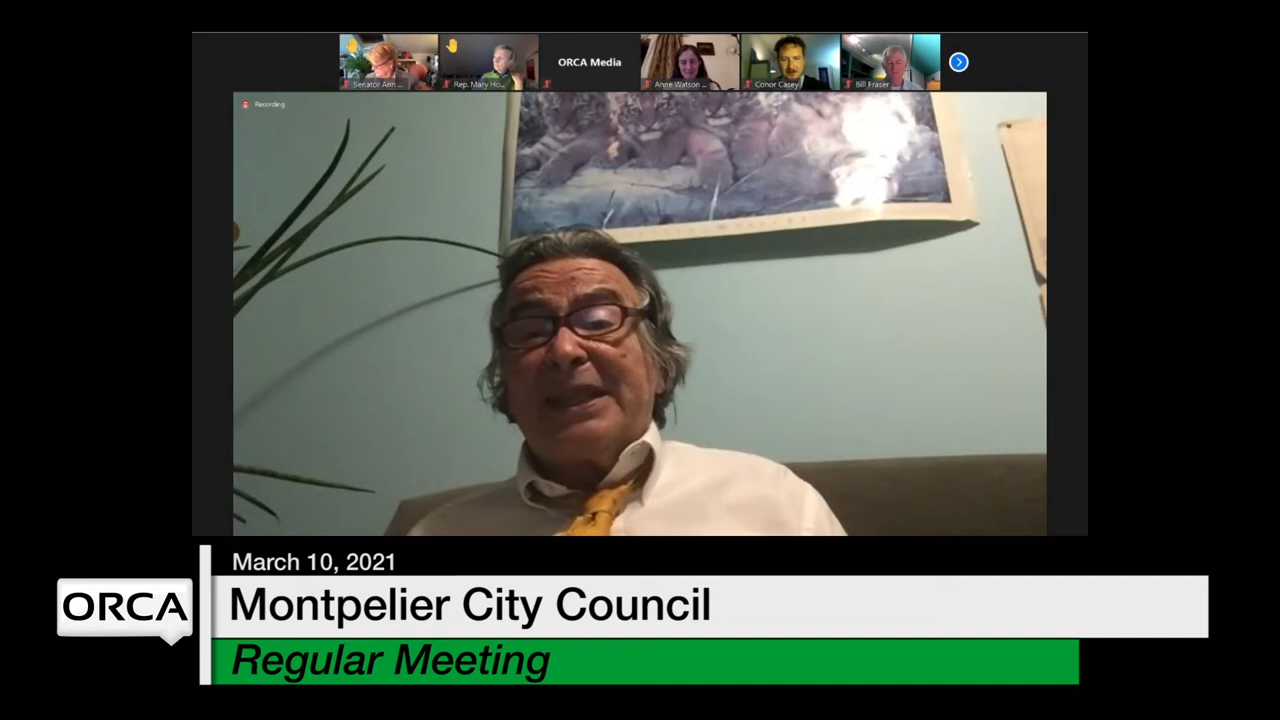 Senator Ann ...
Rep. Mary Ho...
ORCA Media
Anne Watson ...
Conor Casey
Bill Fraser
Recording
March 10, 2021
ORCA
Montpelier City Council
Regular Meeting